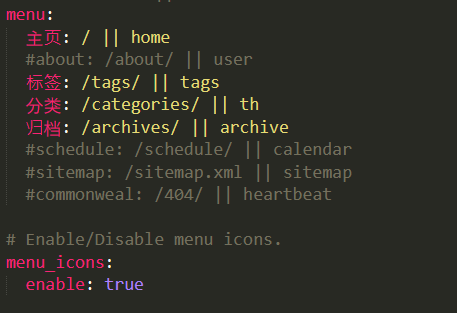 menu:
主页: / || home
#about: /about/ || user
标签: /tags/ || tags
分类: /categories/ || th
归档: /archives/ || archive
#schedule: /schedule/ || calendar
#sitemap: /sitemap.xml || sitemap
#commonweal: /404/ || heartbeat
# Enable/Disable menu icons.
menu_icons:
enable: true